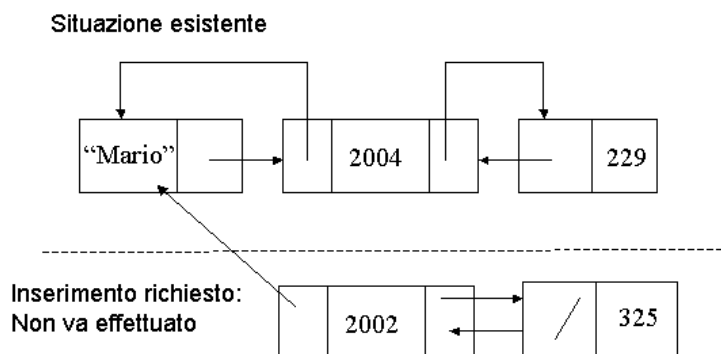 Situazione esistente
“Mario” 2004 229
Inserimento richiesto:
Non va effettuato
2002 325